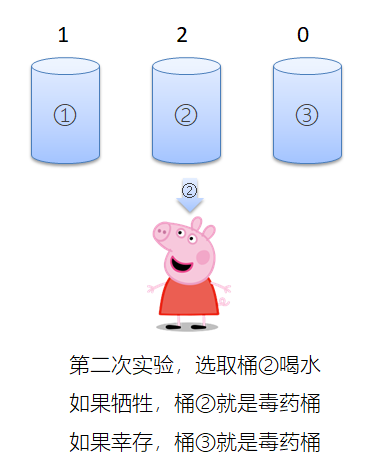 1 2 0
① ② ③
②
第二次实验，选取桶②喝水
如果牺牲，桶②就是毒药桶
如果幸存，桶③就是毒药桶